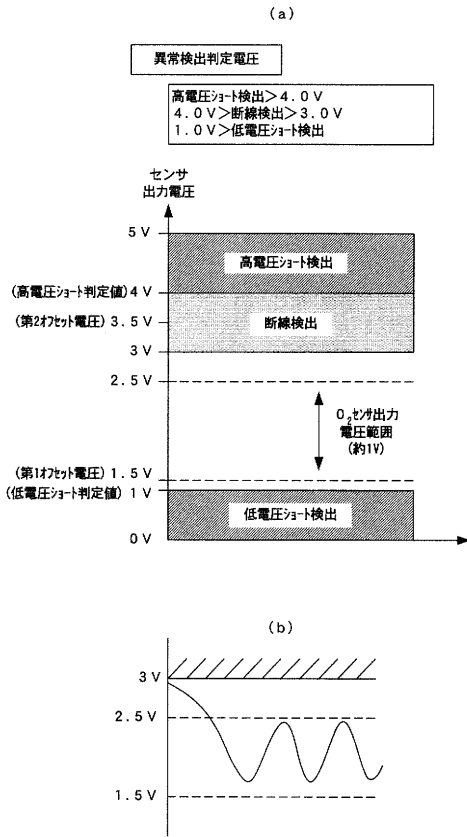 (a)
異常検出判定電圧
高電圧ショート検出>4.0V
4.0V>断線検出>3.0V
1.0V>低電圧ショート検出
センサ
出力電圧
5V
高電圧ショート検出
(高電圧ショート判定値) 4V
(第2オフセット電圧) 3.5V
断線検出
3V
2.5V
O2センサ出力
電圧範囲
(約1V)
(第1オフセット電圧) 1.5V
(低電圧ショート判定値) 1V
低電圧ショート検出
0V
(b)
3V
2.5V
1.5V